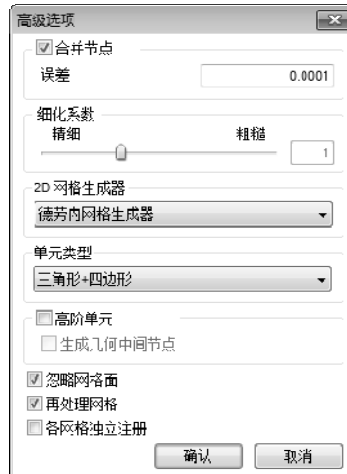 高级选项
合并节点
误差 0.0001
细化系数
精细 粗糙
1
2D 网格生成器
德劳内网格生成器
单元类型
三角形+四边形
高阶单元
生成几何中间节点
忽略网络面
再处理网格
各网格独立注册
确认 取消